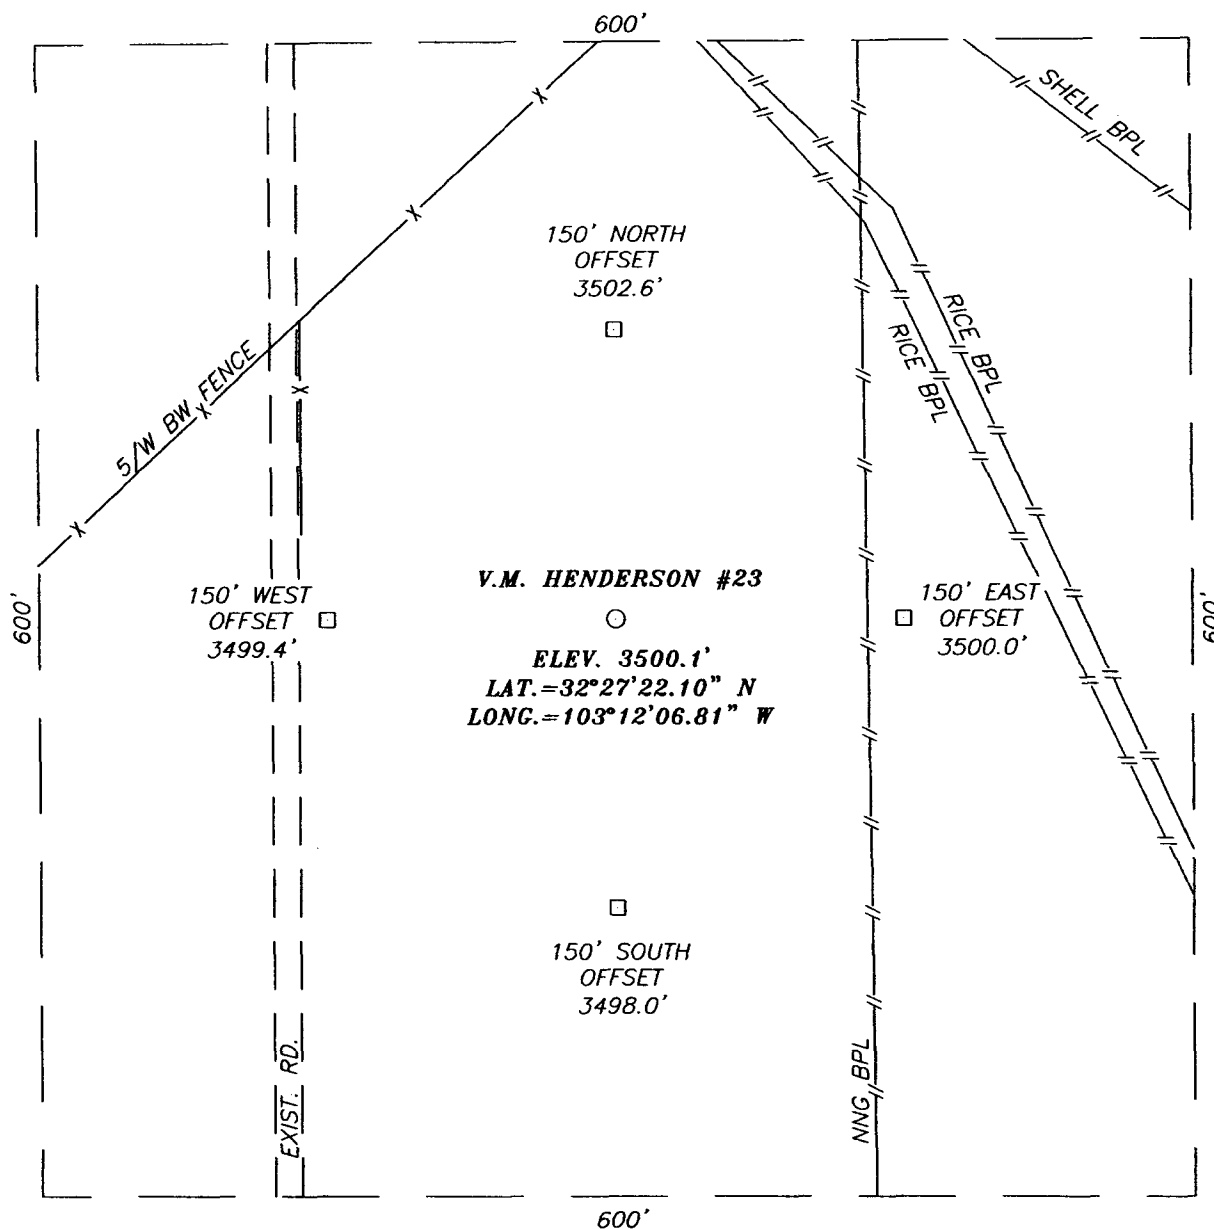 600'
SHELL BPL
150' NORTH
OFFSET
3502.6'
RICE BPL
RICE BPL
5/W BW FENCE
600'
150' WEST
OFFSET
3499.4'
V.M. HENDERSON #23
ELEV. 3500.1'
LAT.=32°27'22.10" N
LONG.=103°12'06.81" W
150' EAST
OFFSET
3500.0'
600'
150' SOUTH
OFFSET
3498.0'
EXIST. RD.
NNG BPL
600'